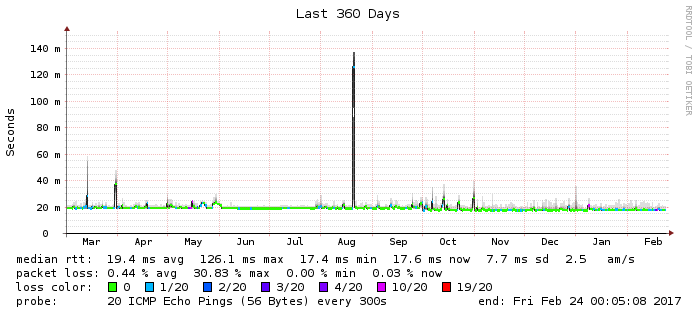 Last 360 Days
RRDTOOL / TOBI OETIKER
Seconds
140 m
120 m
100 m
80 m
60 m
40 m
20 m
0
Mar Apr May Jun Jul Aug Sep Oct Nov Dec Jan Feb
median rtt: 19.4 ms avg 126.1 ms max 17.4 ms min 17.6 ms now 7.7 ms sd 2.5 am/s
packet loss: 0.44 % avg 30.83 % max 0.00 % min 0.03 % now
loss color: 0 1/20 2/20 3/20 4/20 10/20 19/20
probe: 20 ICMP Echo Pings (56 Bytes) every 300s end: Fri Feb 24 00:05:08 2017